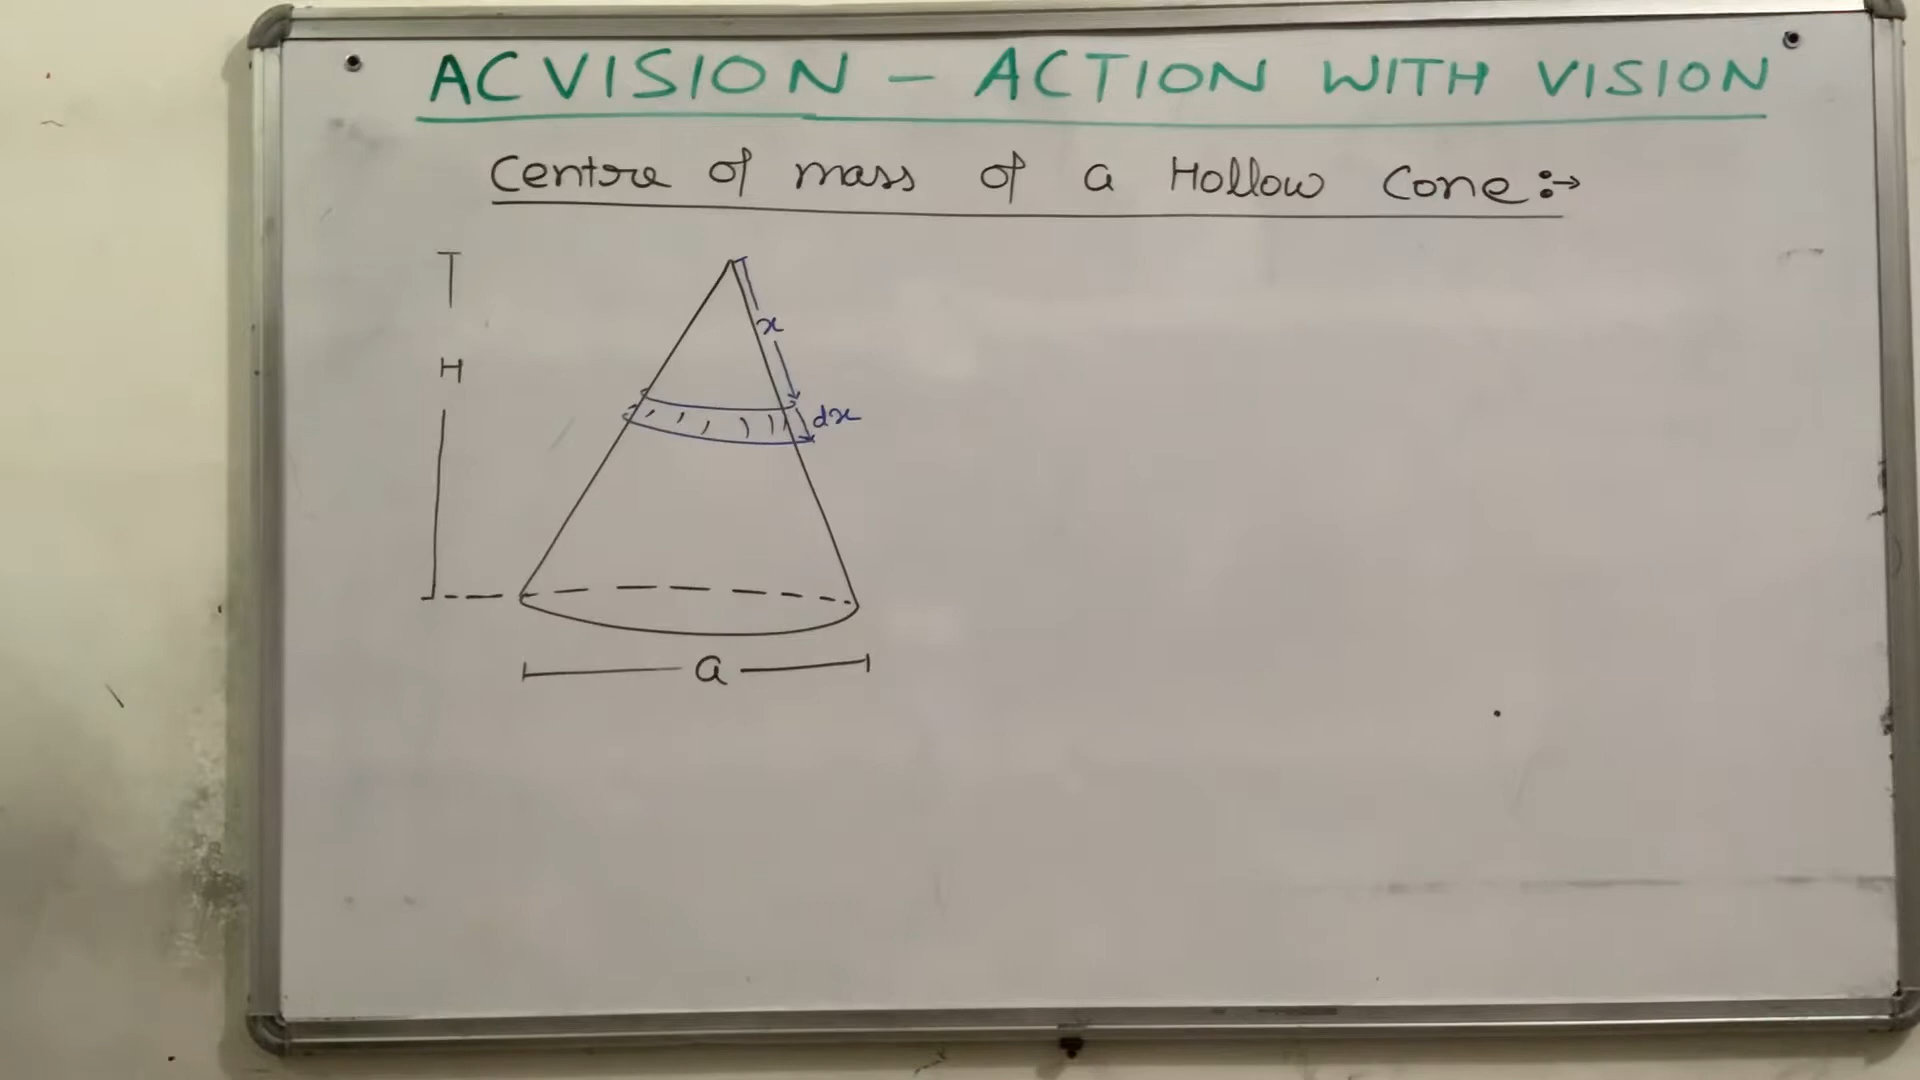 ACVISION – ACTION WITH VISION
Centre of mass of a Hollow Cone:→
H
x
dx
a